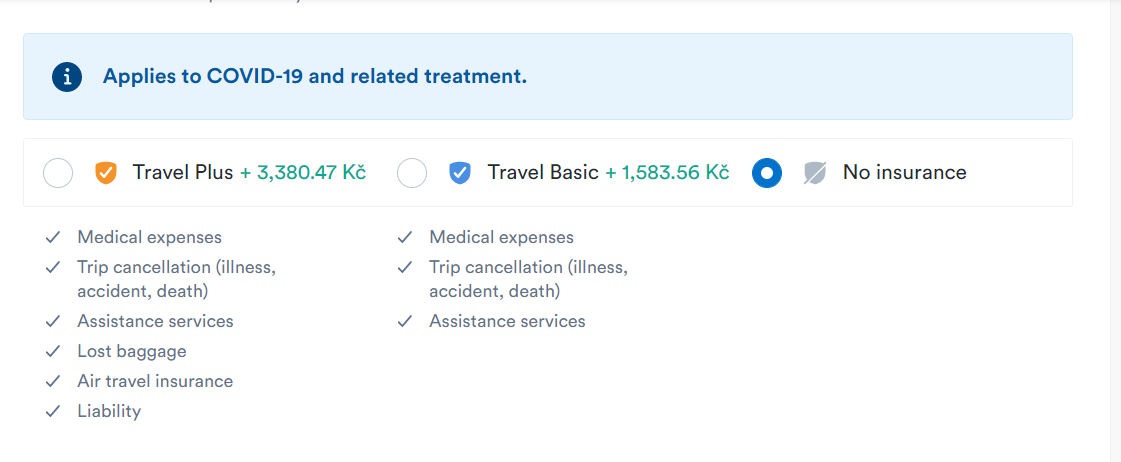 Applies to COVID-19 and related treatment.
Travel Plus + 3,380.47 Kč
Travel Basic + 1,583.56 Kč
No insurance
Medical expenses
Trip cancellation (illness,
accident, death)
Assistance services
Lost baggage
Air travel insurance
Liability
Medical expenses
Trip cancellation (illness,
accident, death)
Assistance services